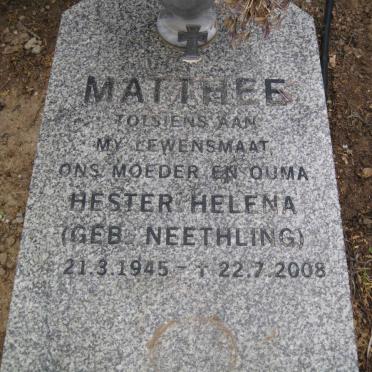 MATTHEE
TOTSIENS AAN
MY LEWENSMAAT,
ONS MOEDER EN OUMA
HESTER HELENA
(GEB. NEETHLING)
21.3.1945 - † 22.7.2008